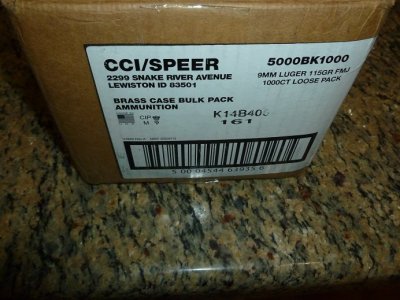 CCI/SPEER
2299 SNAKE RIVER AVENUE
LEWISTON ID 83501
5000BK1000
9MM LUGER 115GR FMJ
1000CT LOOSE PACK
BRASS CASE BULK PACK
AMMUNITION
CIP
M
161